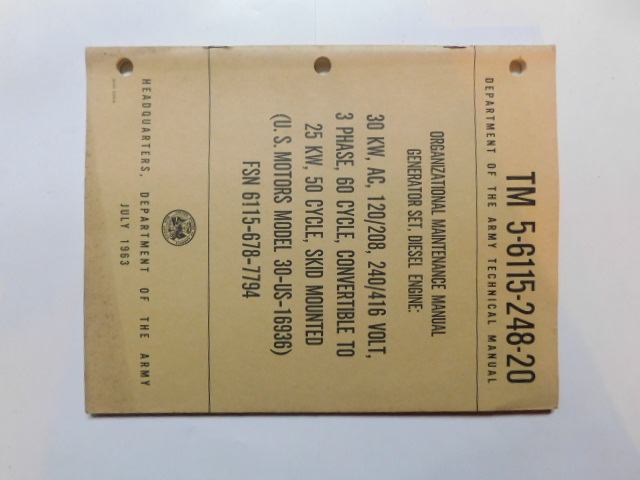 TM 5-6115-248-20
DEPARTMENT OF THE ARMY TECHNICAL MANUAL
ORGANIZATIONAL MAINTENANCE MANUAL
GENERATOR SET, DIESEL ENGINE:
30 KW, AC, 120/208, 240/416 VOLT,
3 PHASE, 60 CYCLE, CONVERTIBLE TO
25 KW, 50 CYCLE, SKID MOUNTED
(U. S. MOTORS MODEL 30-US-16936)
FSN 6115-678-7794
HEADQUARTERS, DEPARTMENT OF THE ARMY
JULY 1963